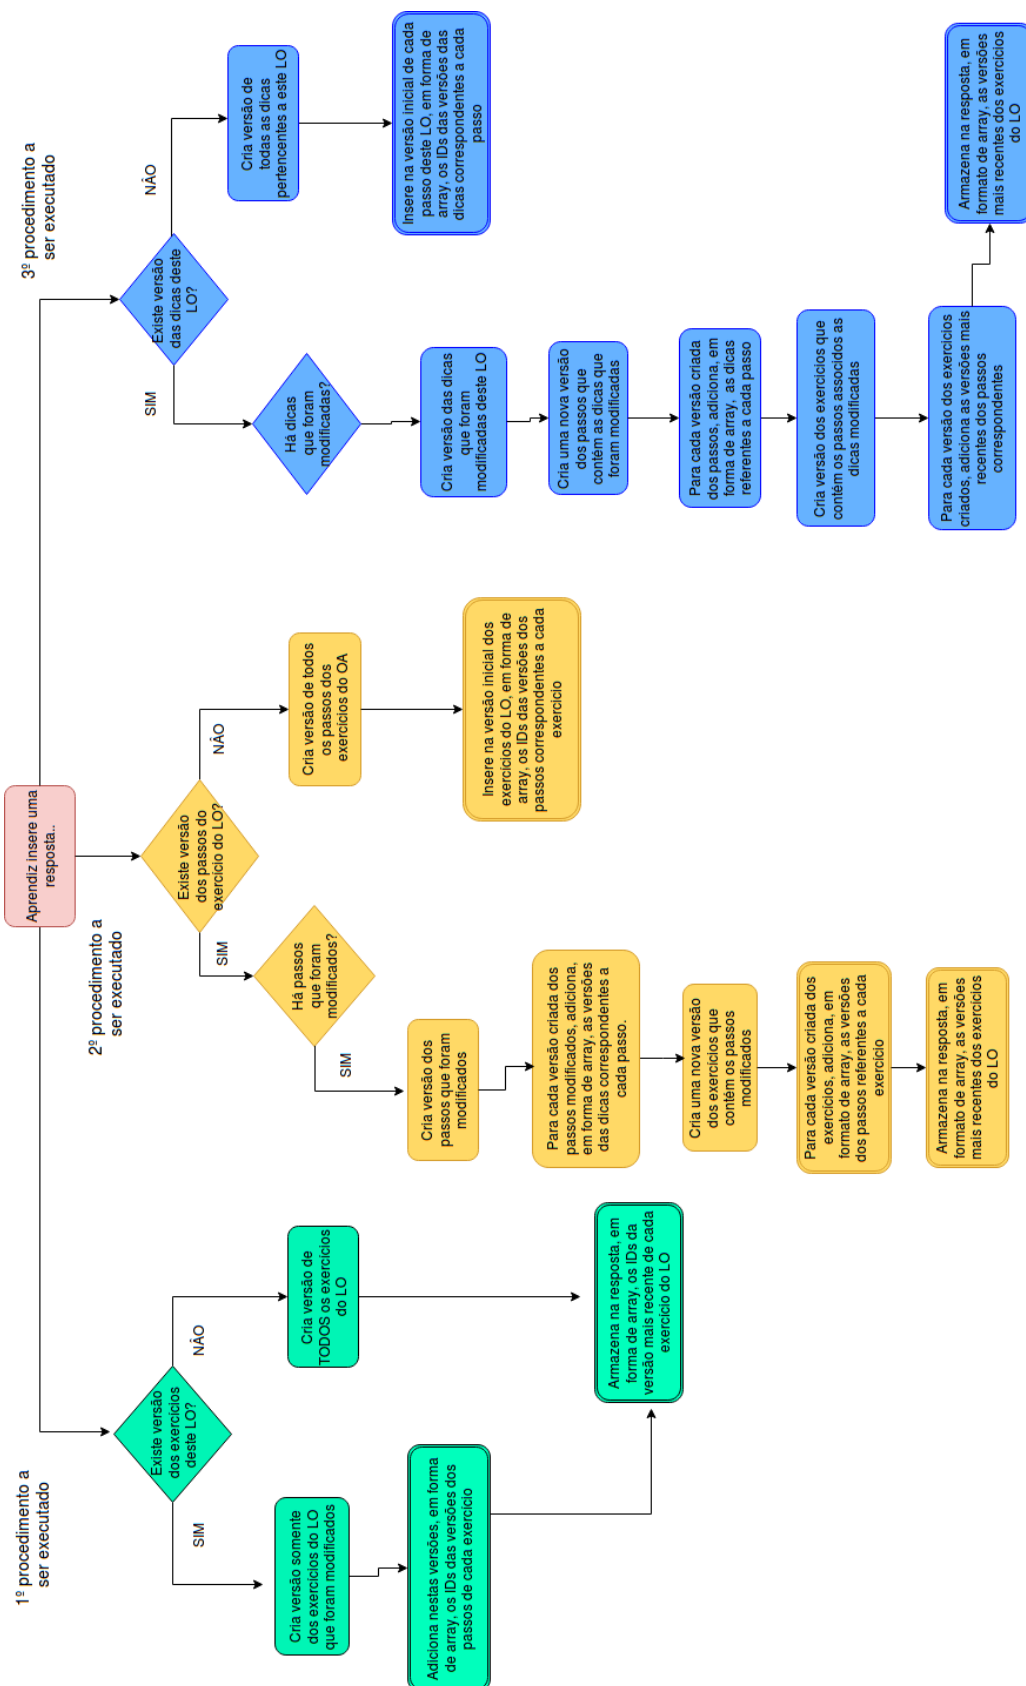 Aprendiz insere uma
resposta..
1º procedimento a
ser executado
Existe versão
dos exercícios
deste LO?
SIM
NÃO
Cria versão somente
dos exercícios do LO
que foram modificados
Adiciona nestas versões, em forma
de array, os IDs das versões dos
passos de cada exercício
Cria versão de
TODOS os exercícios
do LO
Armazena na resposta, em
forma de array, os IDs da
versão mais recente de cada
exercício do LO
2º procedimento a
ser executado
Existe versão
dos passos do
exercício do LO?
SIM
NÃO
Há passos
que foram
modificados?
SIM
Cria versão dos
passos que foram
modificados
Para cada versão criada dos
passos modificados, adiciona,
em forma de array, as versões
das dicas correspondentes a
cada passo.
Cria uma nova versão
dos exercícios que
contém os passos
modificados
Para cada versão criada dos
exercícios, adiciona, em
formato de array, as versões
dos passos referentes a cada
exercício
Armazena na resposta, em
formato de array, as versões
mais recentes dos exercícios
do LO
Cria versão de todos
os passos dos
exercícios do OA
Insere na versão inicial dos
exercícios do LO, em forma de
array, os IDs das versões dos
passos correspondentes a cada
exercício
3º procedimento a
ser executado
Existe versão
das dicas deste
LO?
SIM
NÃO
Há dicas
que foram
modificadas?
Cria versão das dicas
que foram
modificadas deste LO
Cria uma nova versão
dos passos que
contêm as dicas que
foram modificadas
Para cada versão criada
dos passos, adiciona, em
forma de array, as dicas
referentes a cada passo
Cria versão dos exercicios que
contém os passos associados as
dicas modificadas
Para cada versão dos exercícios
criados, adiciona as versões mais
recentes dos passos
correspondentes
Armazena na resposta, em
formato de array, as versões
mais recentes dos exercícios
do LO
Cria versão de
todas as dicas
pertencentes a este LO
Insere na versão inicial de cada
passo deste LO, em forma de
array, os IDs das versões das
dicas correspondentes a cada
passo